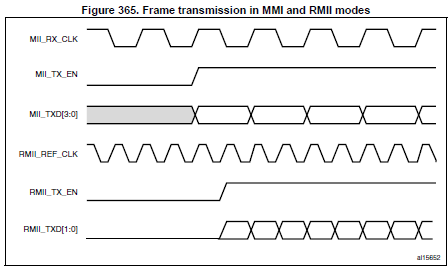 Figure 365. Frame transmission in MMI and RMII modes
MII_RX_CLK
MII_TX_EN
MII_TXD[3:0]
RMII_REF_CLK
RMII_TX_EN
RMII_TXD[1:0]
ai15652